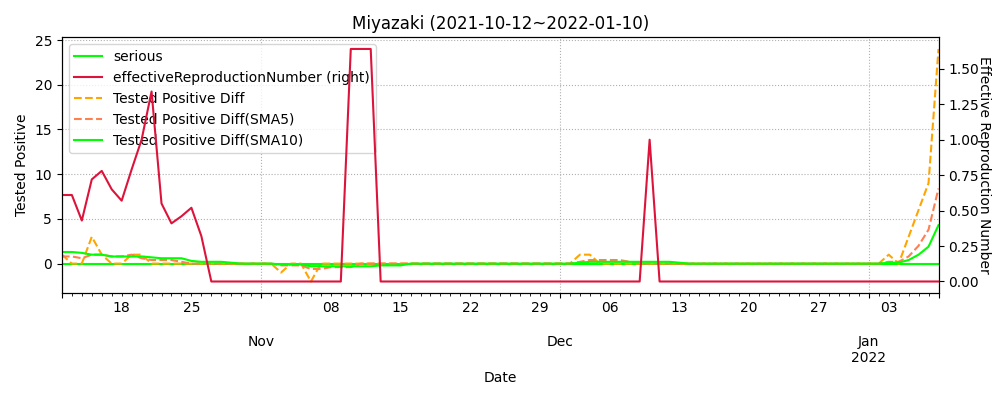 Miyazaki (2021-10-12~2022-01-10)
serious
effectiveReproductionNumber (right)
Tested Positive Diff
Tested Positive Diff(SMA5)
Tested Positive Diff(SMA10)
Tested Positive
25
20
15
10
5
0
Effective Reproduction Number
1.50
1.25
1.00
0.75
0.50
0.25
0.00
18 25 08 15 22 29 06 13 20 27 03
Nov Dec Jan
2022
Date